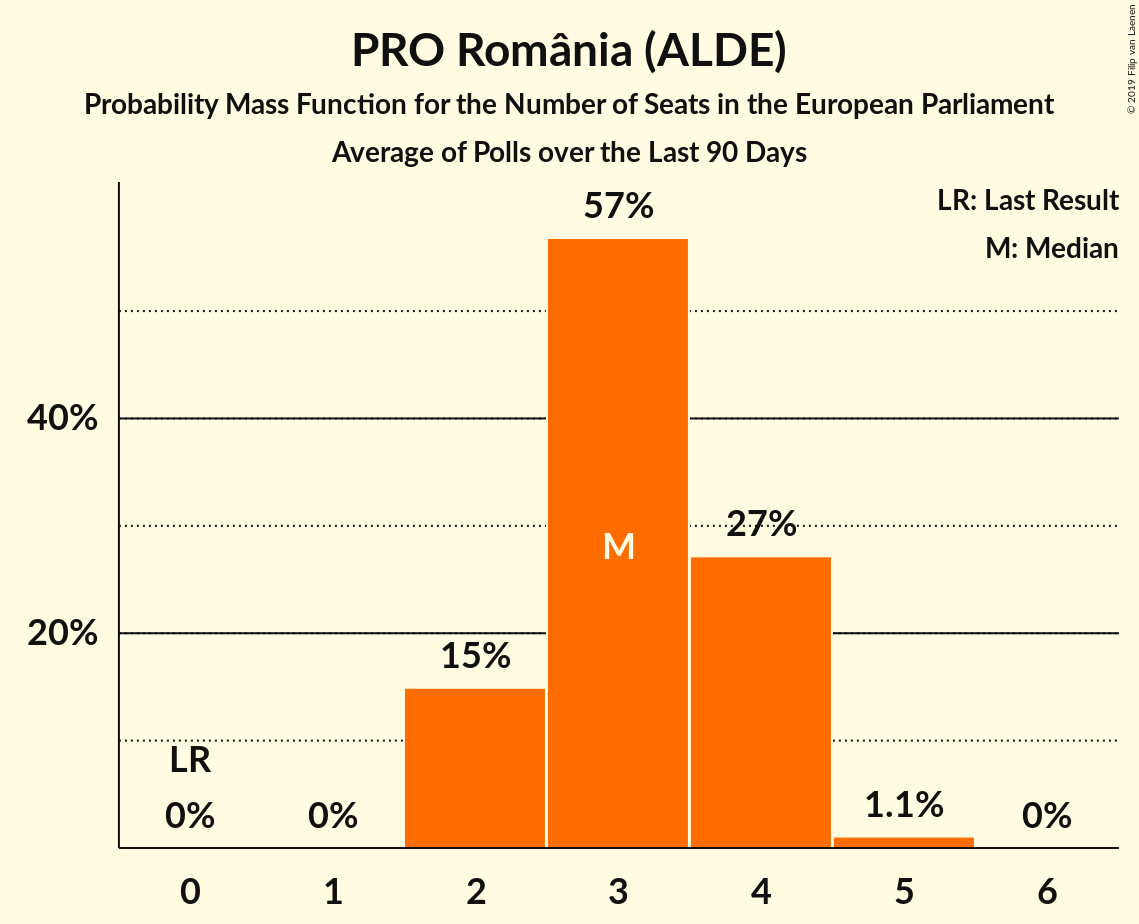 PRO România (ALDE)
Probability Mass Function for the Number of Seats in the European Parliament
Average of Polls over the Last 90 Days
© 2019 Filip van Laenen
LR: Last Result
M: Median
57%
40%
27%
M
20%
15%
LR
0%
0%
1.1%
0%
0 1 2 3 4 5 6